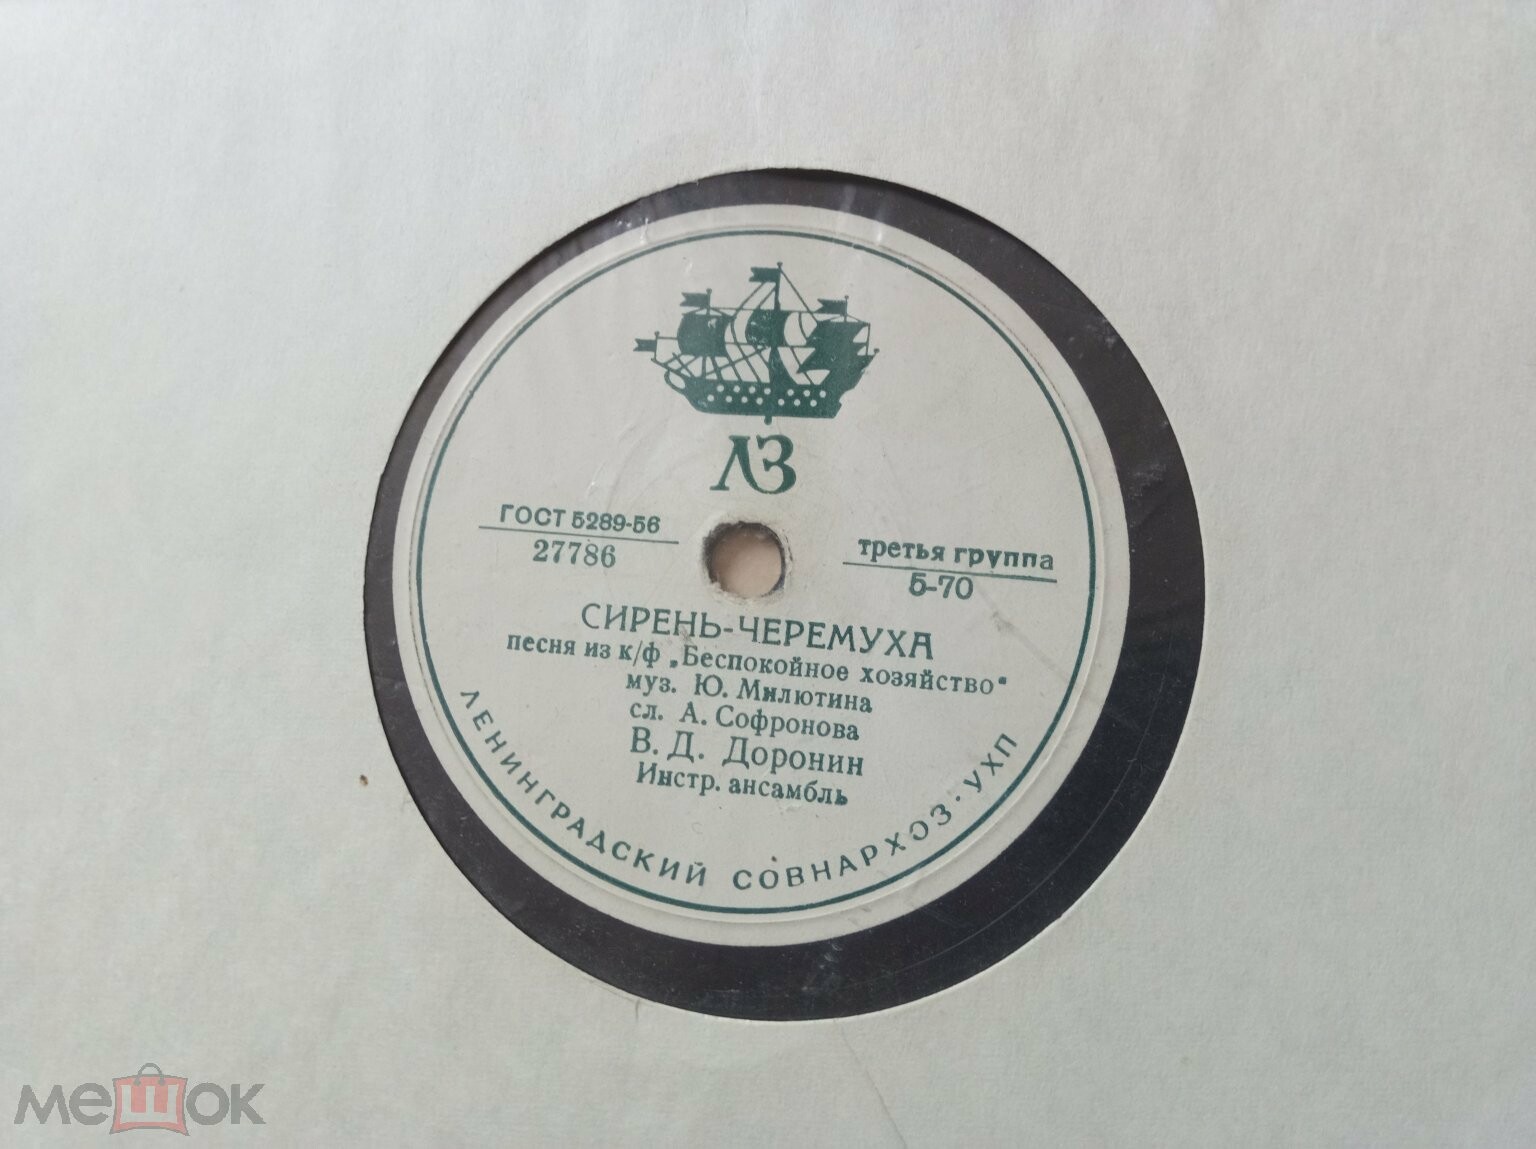 ЛЗ
ГОСТ 5289-56
27786
третья группа
Б-70
СИРЕНЬ-ЧЕРЕМУХА
песня из к/ф „Беспокойное хозяйство"
муз. Ю. Милютина
сл. А. Софронова
В. Д. Доронин
Инстр. ансамбль
ЛЕНИНГРАДСКИЙ СОВНАРХОЗ · УХП
мешок